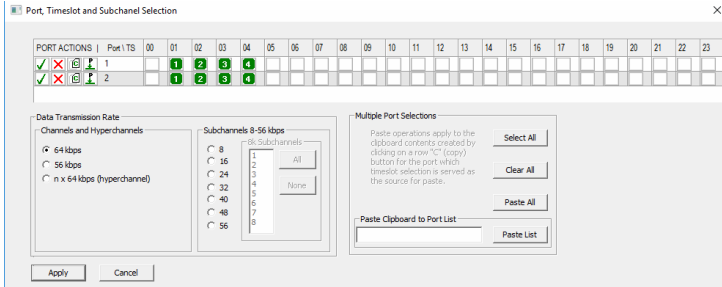 Port, Timeslot and Subchanel Selection
PORT ACTIONS | Port \ TS 00 01 02 03 04 05 06 07 08 09 10 11 12 13 14 15 16 17 18 19 20 21 22 23
1 1 2 3 4
2 1 2 3 4
Data Transmission Rate
Channels and Hyperchannels
64 kbps
56 kbps
n x 64 kbps (hyperchannel)
Subchannels 8-56 kbps
8
16
24
32
40
48
56
8k Subchannels
1
2
3
4
5
6
7
8
All
None
Multiple Port Selections
Paste operations apply to the
clipboard contents created by
clicking on a row "C" (copy)
button for the port which
timeslot selection is served as
the source for paste.
Select All
Clear All
Paste All
Paste Clipboard to Port List
Paste List
Apply Cancel